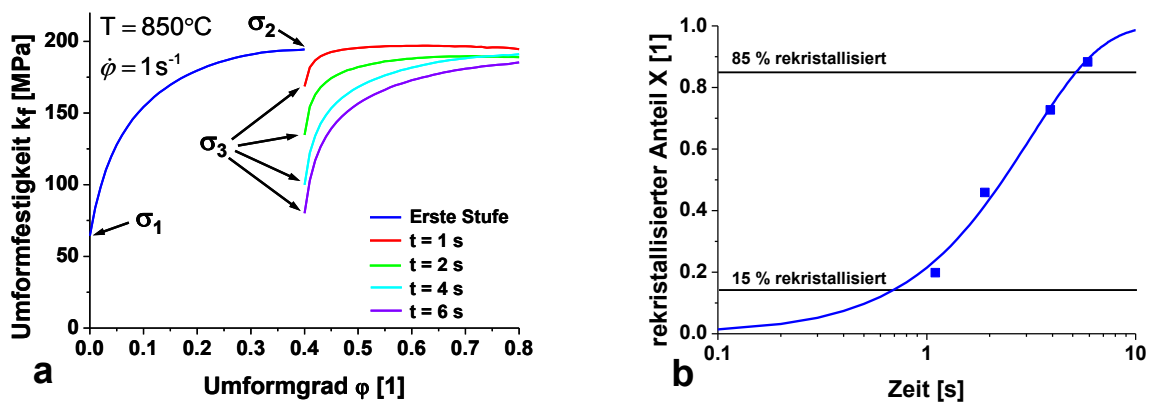 T = 850°C
φ̇ = 1s⁻¹
σ₂
σ₃
σ₁
Umformfestigkeit k_f [MPa]
200
150
100
50
0
0.0 0.1 0.2 0.3 0.4 0.5 0.6 0.7 0.8
Umformgrad φ [1]
Erste Stufe
t = 1 s
t = 2 s
t = 4 s
t = 6 s
a
rekristallisierter Anteil X [1]
1.0
0.8
0.6
0.4
0.2
0.0
85 % rekristallisiert
15 % rekristallisiert
0.1 1 10
Zeit [s]
b